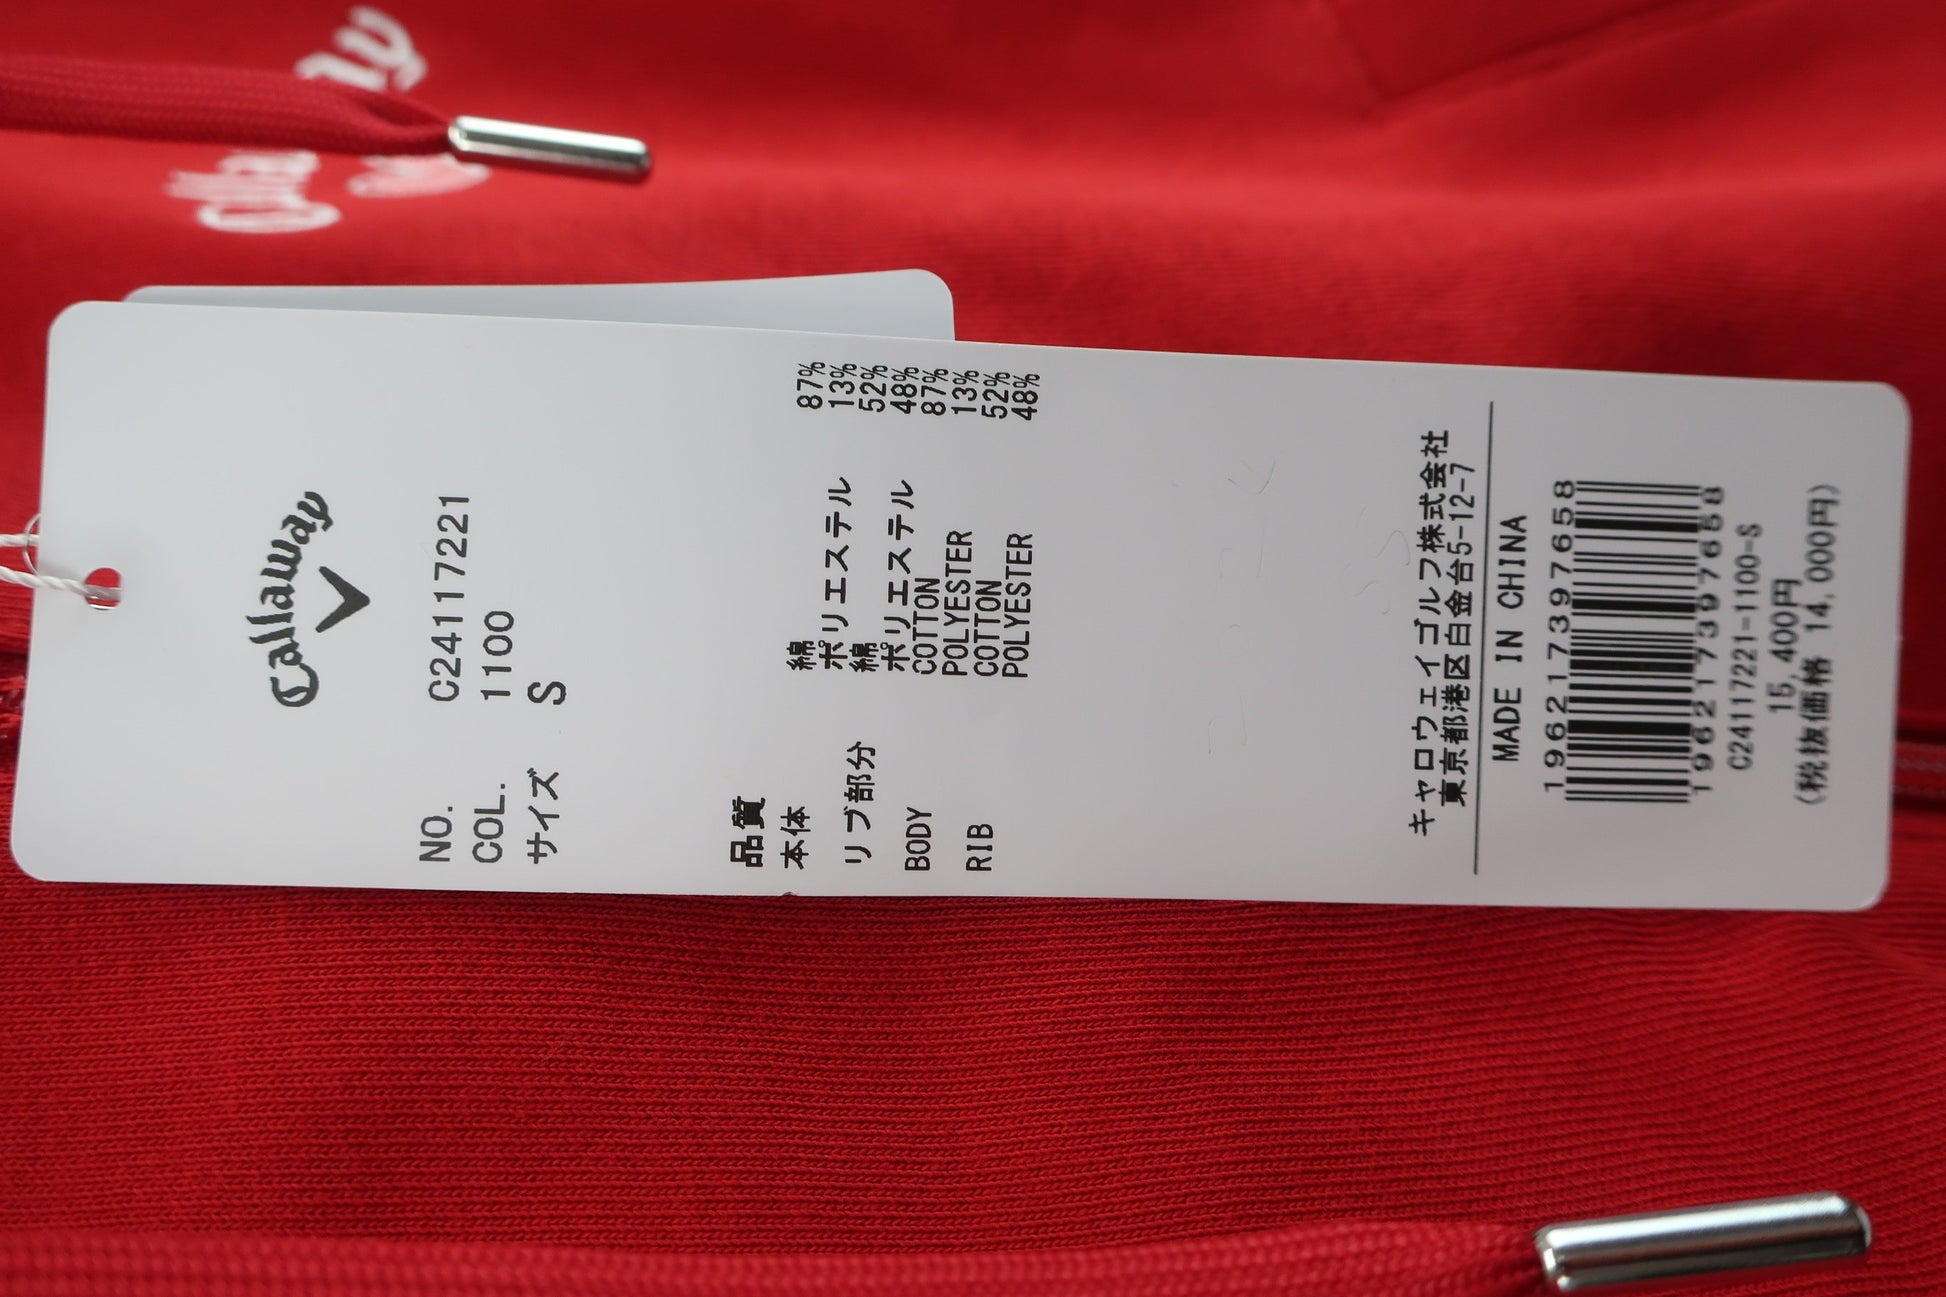 Callaway
Callaway
NO. C24117221
COL. 1100
サイズ S
品質
本体 綿 87%
ポリエステル 13%
リブ部分 綿 52%
ポリエステル 48%
BODY COTTON 87%
POLYESTER 13%
RIB COTTON 52%
POLYESTER 48%
キャロウェイゴルフ株式会社
東京都港区白金台5-12-7
MADE IN CHINA
196217397658
196217397658
C24117221-1100-S
15,400円
(税抜価格 14,000円)